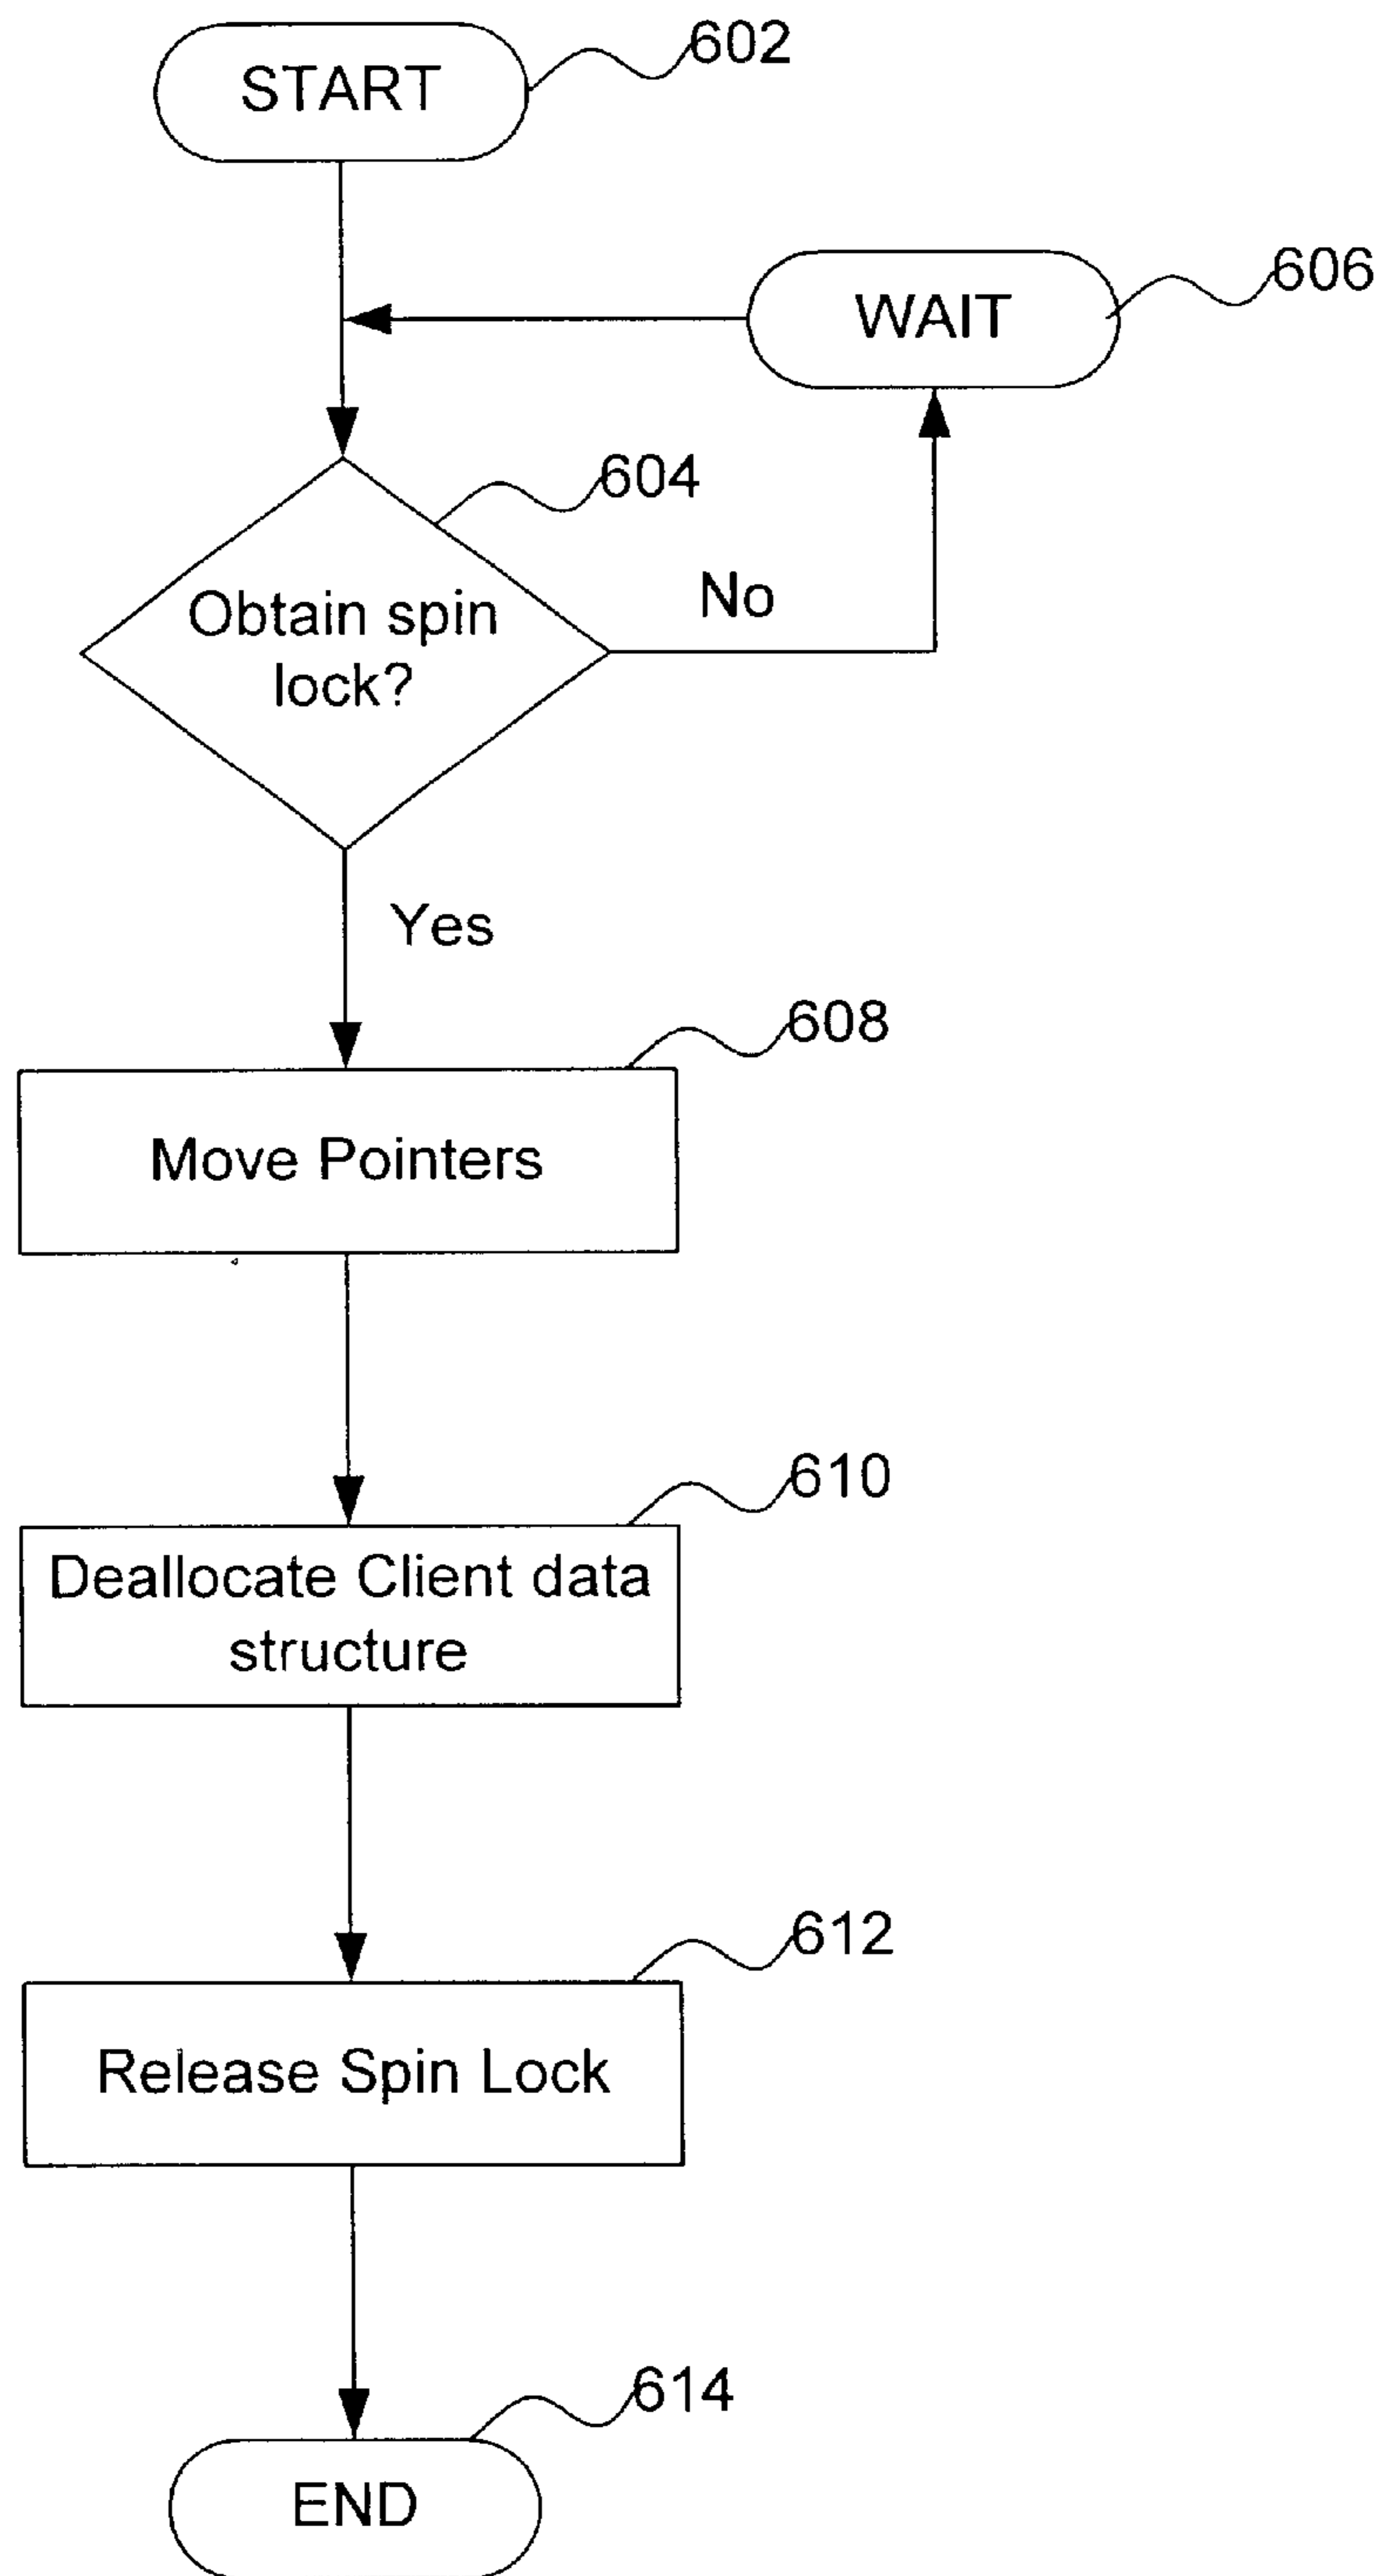 602
START
606
WAIT
604
No
Obtain spin
lock?
Yes
608
Move Pointers
610
Deallocate Client data
structure
612
Release Spin Lock
614
END